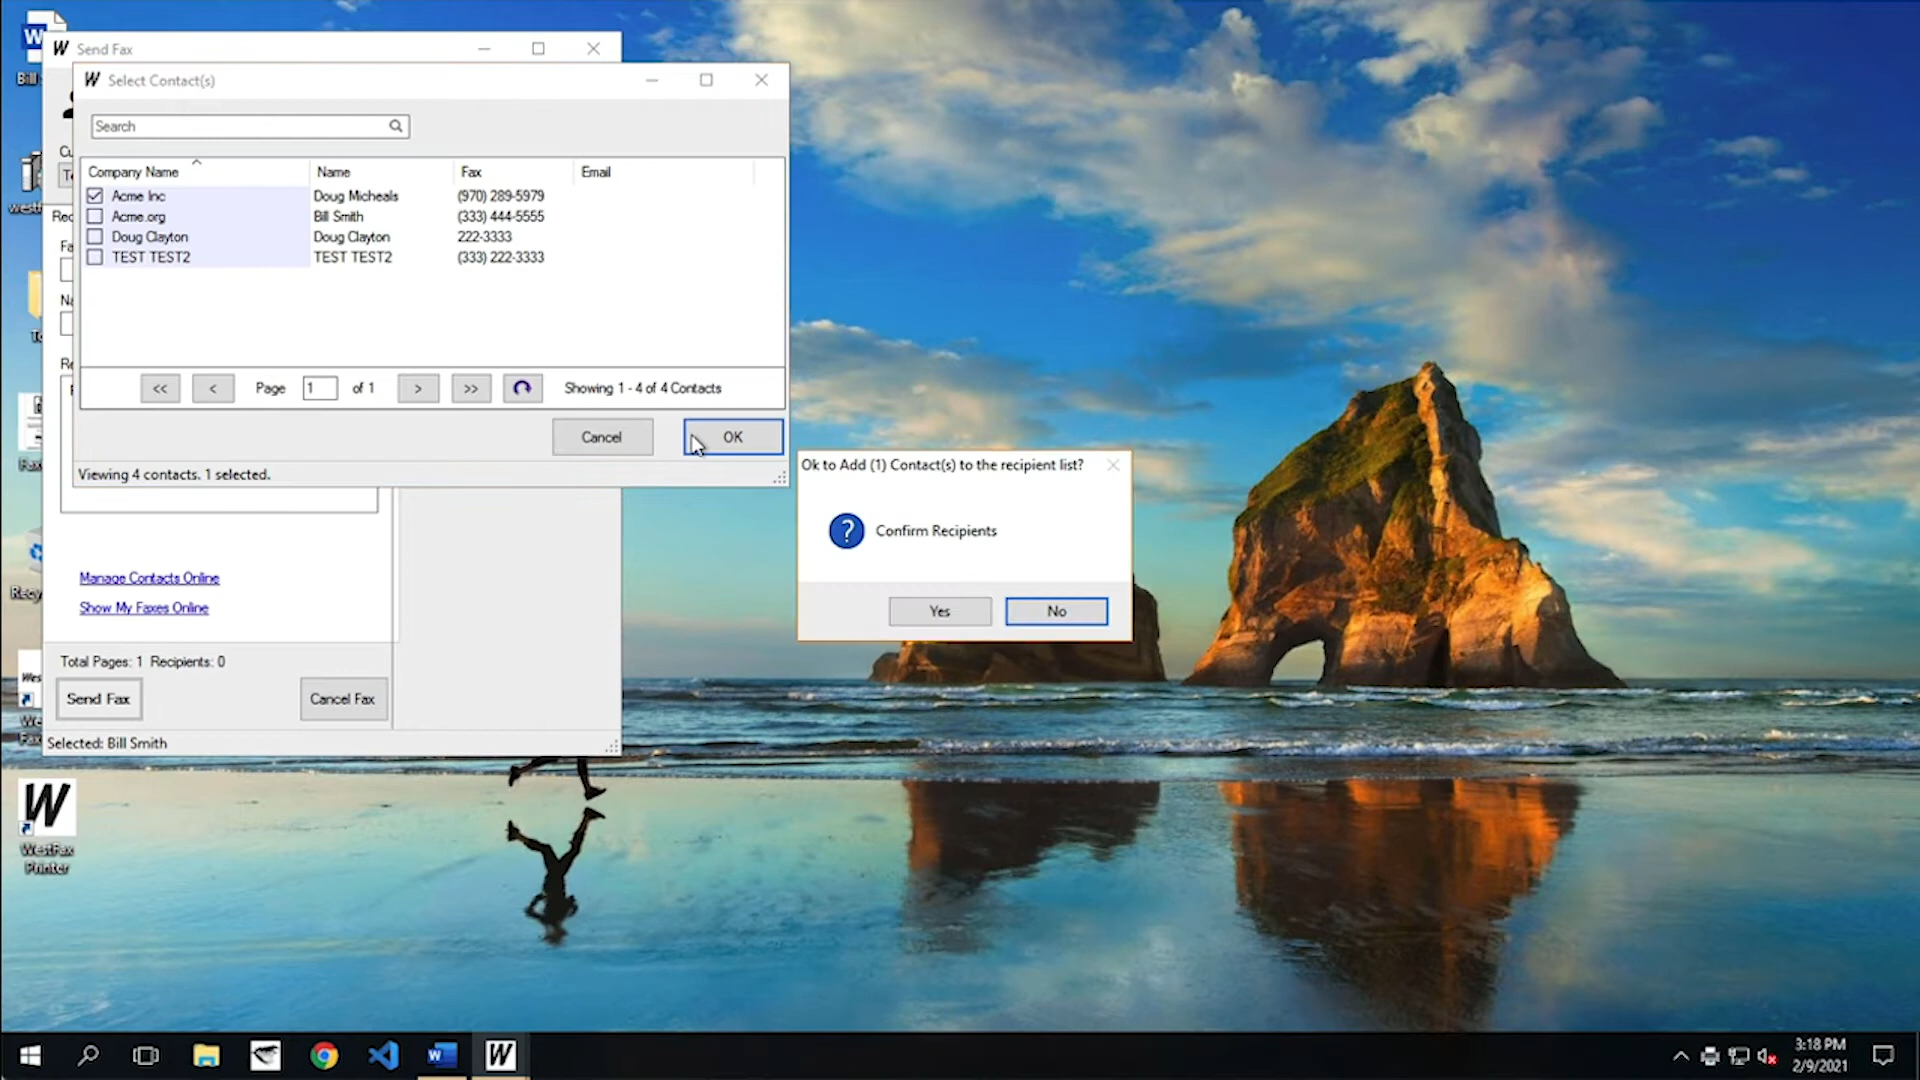 W Send Fax
W Select Contact(s)
Search
Company Name Name Fax Email
Acme Inc Doug Micheals (970) 289-5979
Acme.org Bill Smith (333) 444-5555
Doug Clayton Doug Clayton 222-3333
TEST TEST2 TEST TEST2 (333) 222-3333
<< < Page 1 of 1 > >> Showing 1 - 4 of 4 Contacts
Cancel OK
Viewing 4 contacts. 1 selected.
Ok to Add (1) Contact(s) to the recipient list?
? Confirm Recipients
Yes No
Manage Contacts Online
Show My Faxes Online
Total Pages: 1 Recipients: 0
Send Fax Cancel Fax
Selected: Bill Smith
W
WestFax
Printer
W W
3:18 PM
2/9/2021